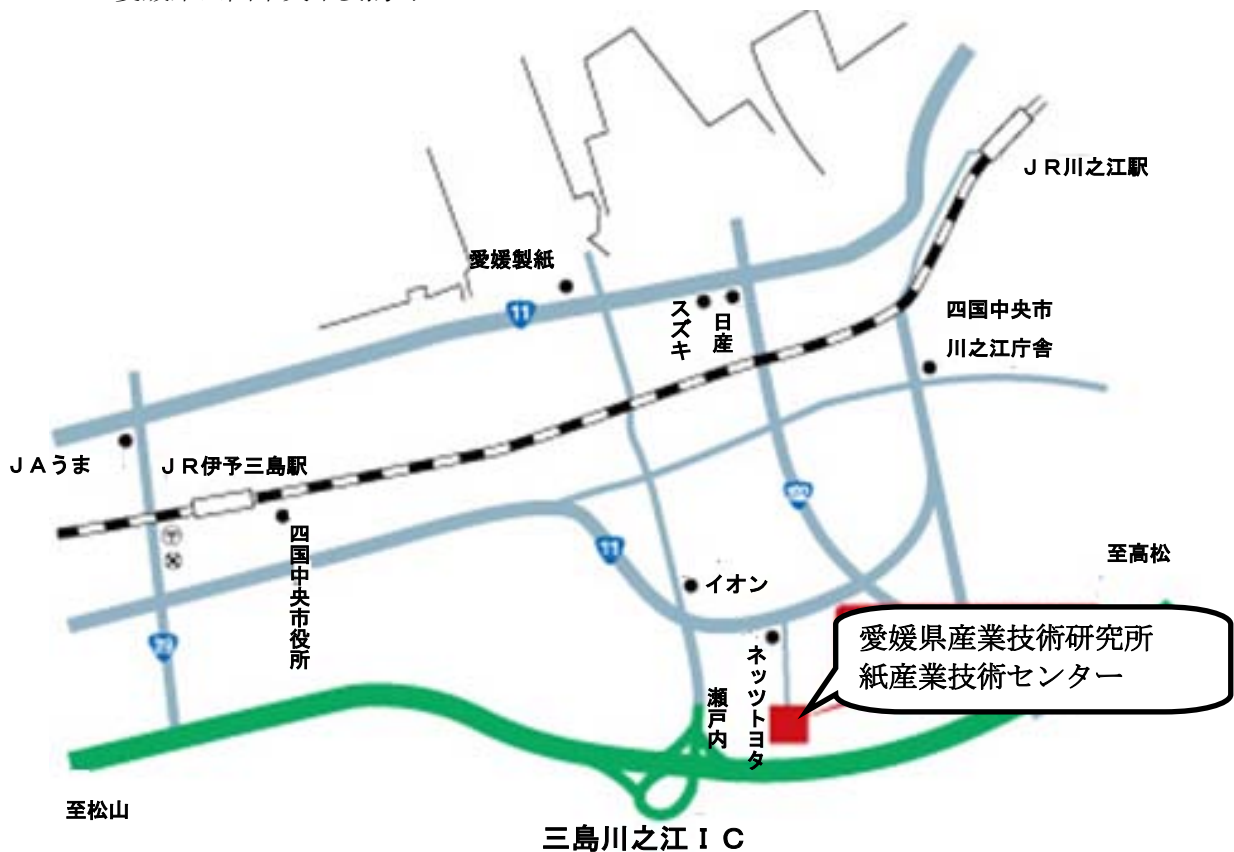 ＪＲ川之江駅
愛媛製紙
11
スズキ
日産
四国中央市
川之江庁舎
ＪＡうま
ＪＲ伊予三島駅
四国中央市役所
11
イオン
至高松
愛媛県産業技術研究所
紙産業技術センター
ネッツトヨタ
瀬戸内
至松山
三島川之江ＩＣ